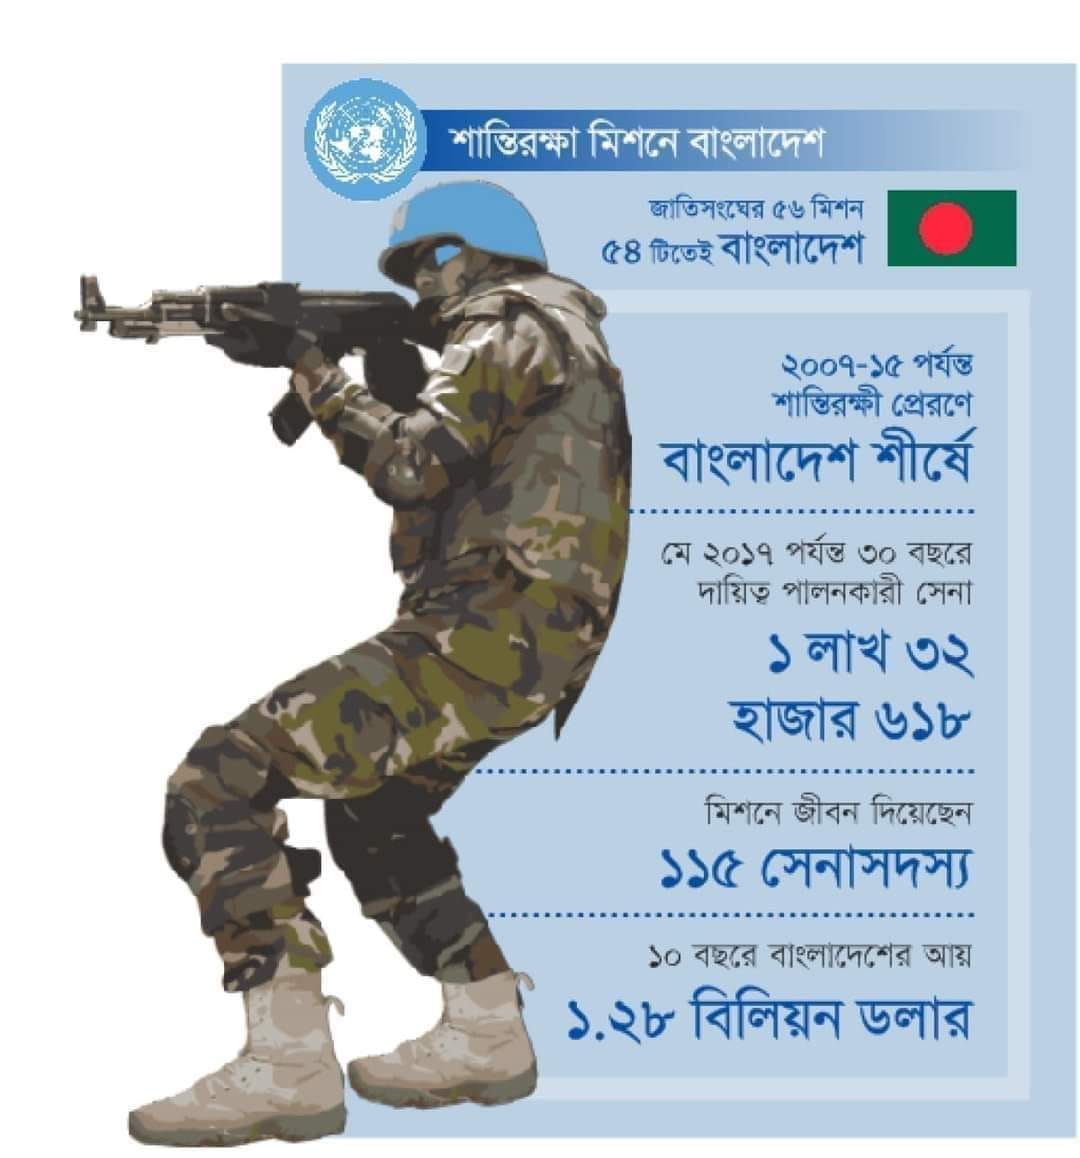 শান্তিরক্ষা মিশনে বাংলাদেশ
জাতিসংঘের ৫৬ মিশন
৫৪ টিতেই বাংলাদেশ
২০০৭-১৫ পর্যন্ত
শান্তিরক্ষী প্রেরণে
বাংলাদেশ শীর্ষে
মে ২০১৭ পর্যন্ত ৩০ বছরে
দায়িত্ব পালনকারী সেনা
১ লাখ ৩২
হাজার ৬১৮
মিশনে জীবন দিয়েছেন
১১৫ সেনাসদস্য
১০ বছরে বাংলাদেশের আয়
১.২৮ বিলিয়ন ডলার